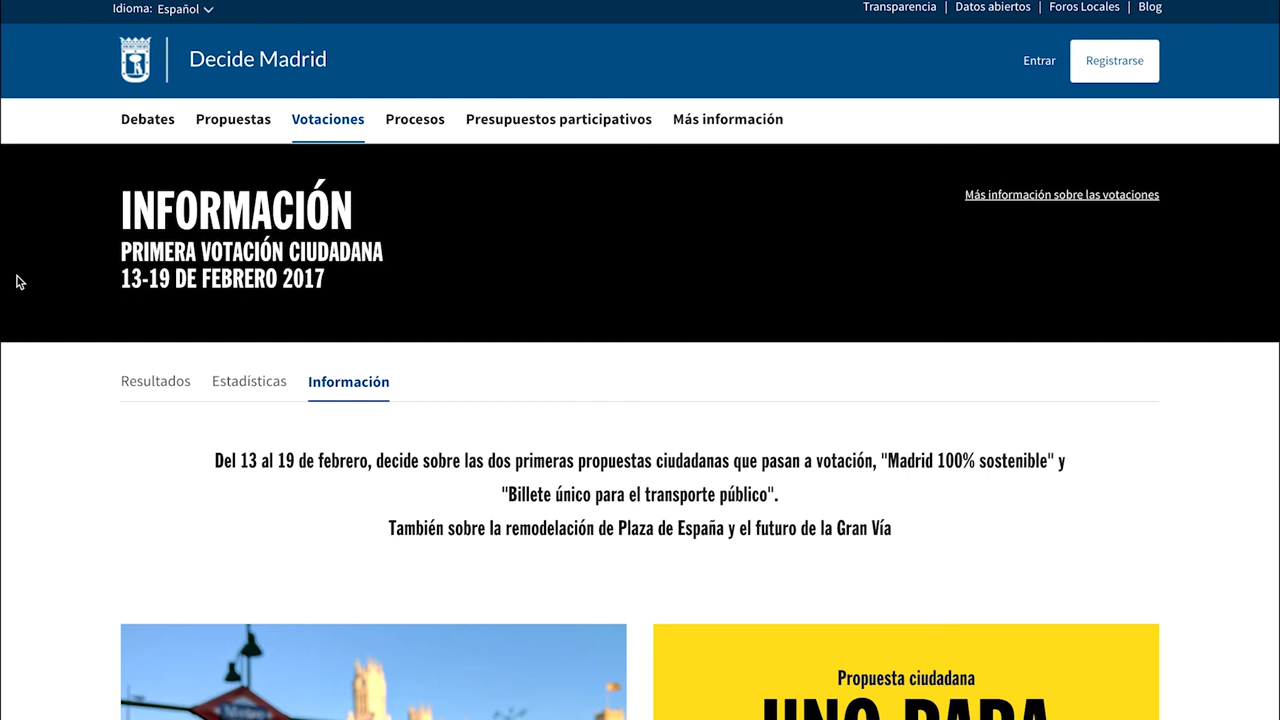 Idioma: Español
Transparencia | Datos abiertos | Foros Locales | Blog
Decide Madrid
Entrar
Registrarse
Debates Propuestas Votaciones Procesos Presupuestos participativos Más información
INFORMACIÓN
Más información sobre las votaciones
PRIMERA VOTACIÓN CIUDADANA
13-19 DE FEBRERO 2017
Resultados Estadísticas Información
Del 13 al 19 de febrero, decide sobre las dos primeras propuestas ciudadanas que pasan a votación, "Madrid 100% sostenible" y
"Billete único para el transporte público".
También sobre la remodelación de Plaza de España y el futuro de la Gran Vía
Propuesta ciudadana
UNO PARA